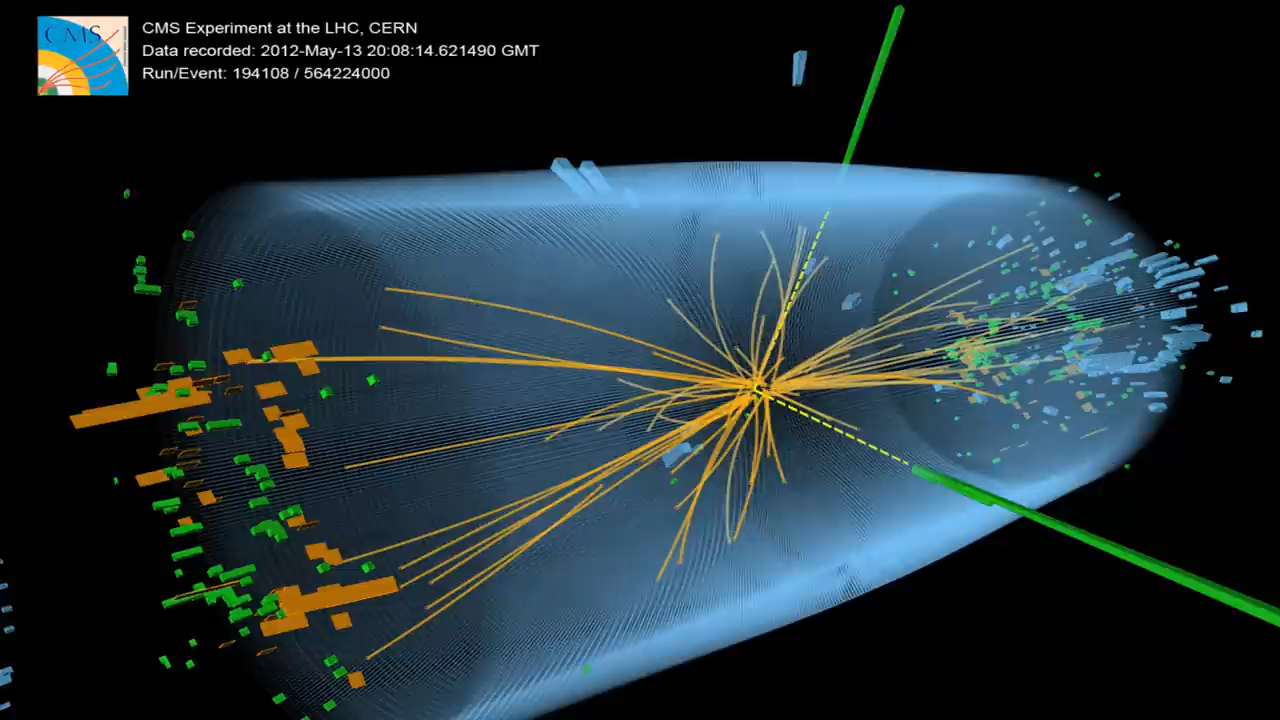 CMS
CMS Experiment at the LHC, CERN
Data recorded: 2012-May-13 20:08:14.621490 GMT
Run/Event: 194108 / 564224000